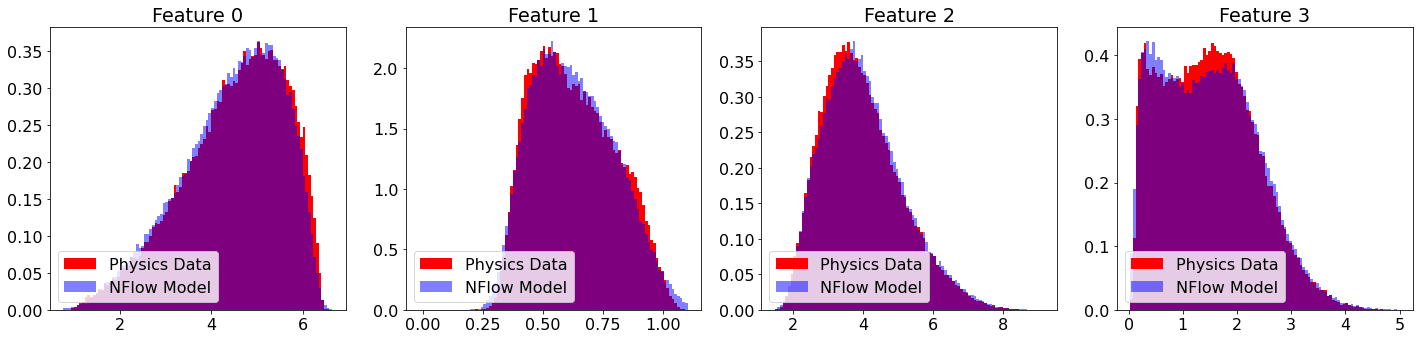 Feature 0
0.35
0.30
0.25
0.20
0.15
0.10
0.05
0.00
2 4 6
Physics Data
NFlow Model
Feature 1
2.0
1.5
1.0
0.5
0.0
0.00 0.25 0.50 0.75 1.00
Physics Data
NFlow Model
Feature 2
0.35
0.30
0.25
0.20
0.15
0.10
0.05
0.00
2 4 6 8
Physics Data
NFlow Model
Feature 3
0.4
0.3
0.2
0.1
0.0
0 1 2 3 4 5
Physics Data
NFlow Model